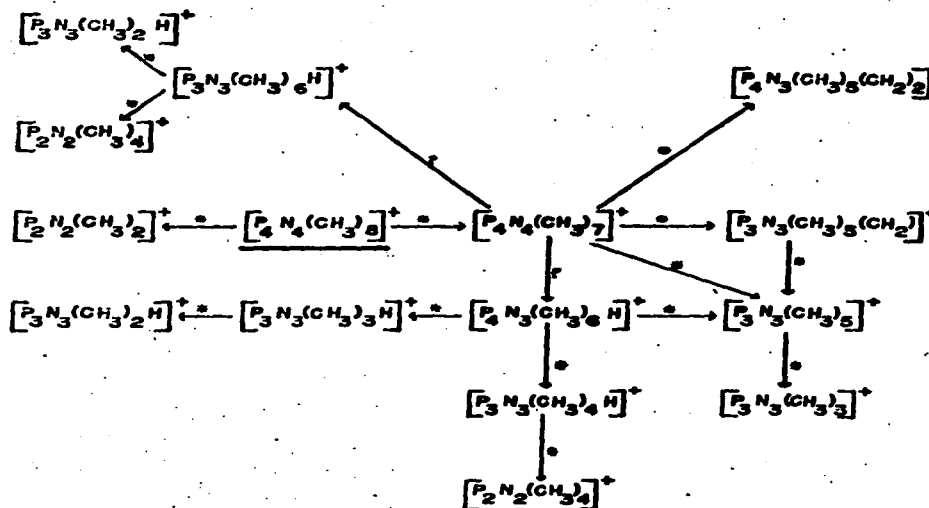 [P₃N₃(CH₃)₂H]⁺
[P₃N₃(CH₃)₆H]⁺ [P₄N₃(CH₃)₅(CH₂)₂]
* *
[P₂N₂(CH₃)₄]⁺
? *
[P₂N₂(CH₃)₂]⁺ * [P₄N₄(CH₃)₈]⁺ * [P₄N₄(CH₃)₇]⁺ * [P₃N₃(CH₃)₅(CH₂)]⁺
? * *
[P₃N₃(CH₃)₂H]⁺ * [P₃N₃(CH₃)₃H]⁺ * [P₄N₃(CH₃)₆H]⁺ * [P₃N₃(CH₃)₅]⁺
* *
[P₃N₃(CH₃)₄H]⁺ [P₃N₃(CH₃)₃]⁺
*
[P₂N₂(CH₃)₄]⁺